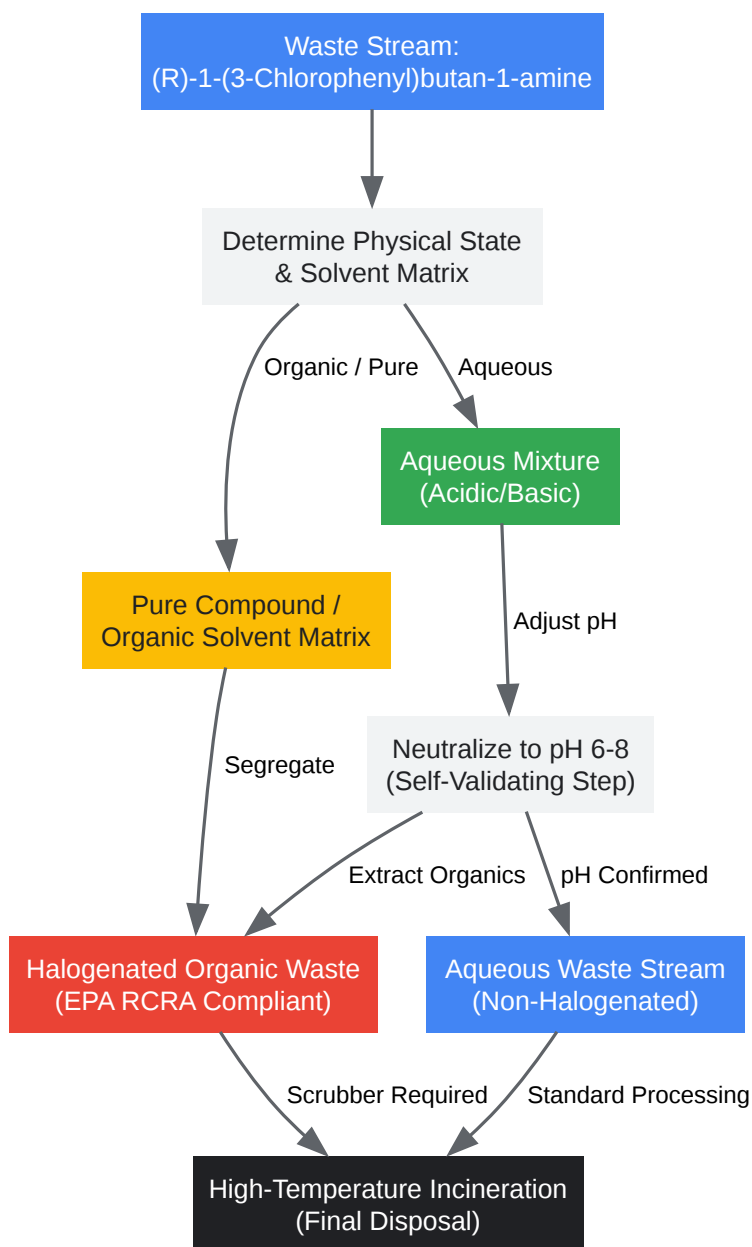 Waste Stream:
(R)-1-(3-Chlorophenyl)butan-1-amine
Determine Physical State
& Solvent Matrix
Organic / Pure
Aqueous
Aqueous Mixture
(Acidic/Basic)
Pure Compound /
Organic Solvent Matrix
Adjust pH
Segregate
Neutralize to pH 6-8
(Self-Validating Step)
Extract Organics
pH Confirmed
Halogenated Organic Waste
(EPA RCRA Compliant)
Aqueous Waste Stream
(Non-Halogenated)
Scrubber Required
Standard Processing
High-Temperature Incineration
(Final Disposal)